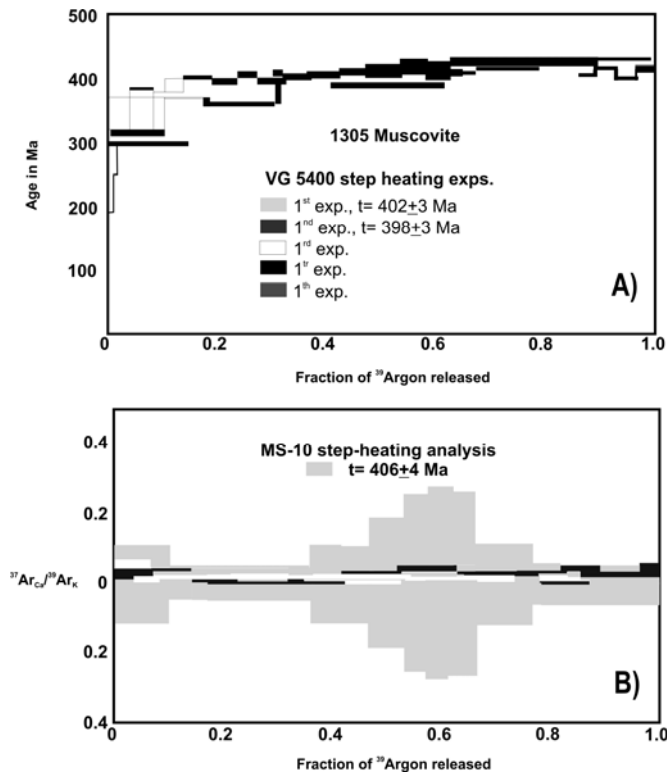 500
400
300
200
100
Age in Ma
1305 Muscovite
VG 5400 step heating exps.
1st exp., t= 402±3 Ma
1nd exp., t= 398±3 Ma
1rd exp.
1tr exp.
1th exp.
A)
0 0.2 0.4 0.6 0.8 1.0
Fraction of 39Argon released
0.4
0.2
0
0.2
0.4
37ArCa/39ArK
MS-10 step-heating analysis
t= 406±4 Ma
B)
0 0.2 0.4 0.6 0.8 1.0
Fraction of 39Argon released